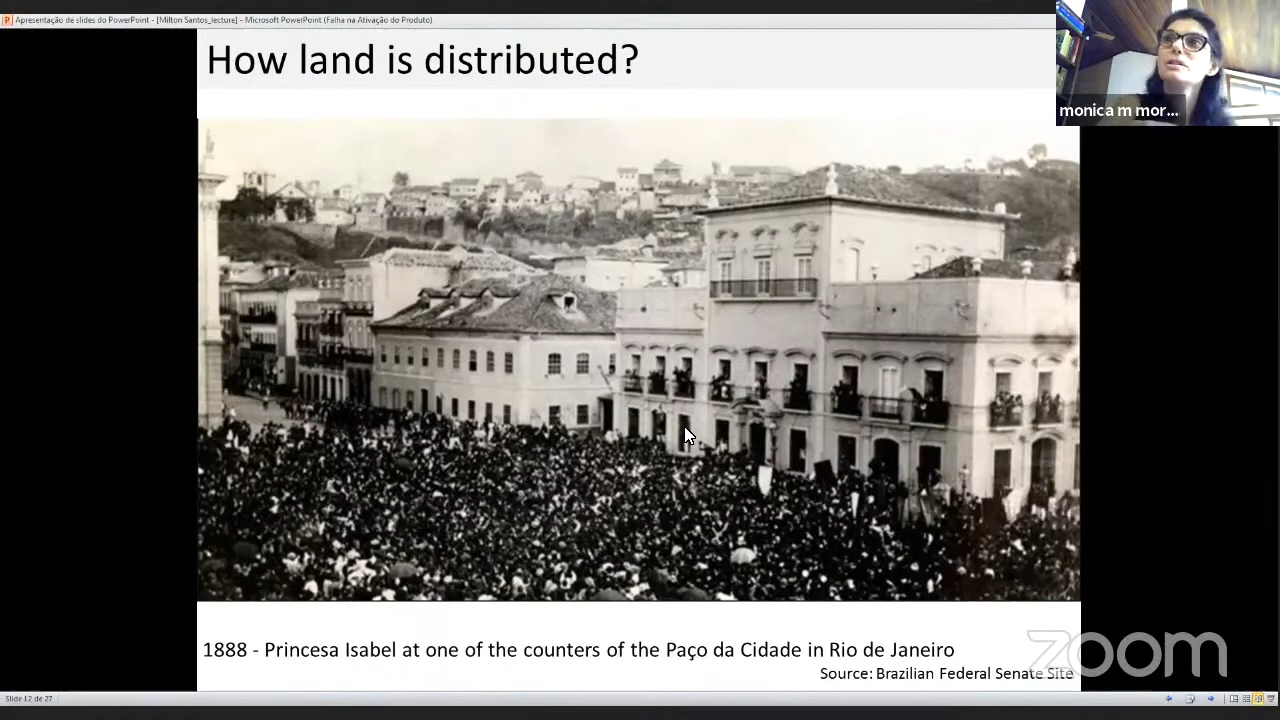 Apresentação de slides do PowerPoint - [Milton Santos_lecture] - Microsoft PowerPoint (Falha na Ativação do Produto)
How land is distributed?
monica m mor...
1888 - Princesa Isabel at one of the counters of the Paço da Cidade in Rio de Janeiro
Source: Brazilian Federal Senate Site
zoom
Slide 12 de 27